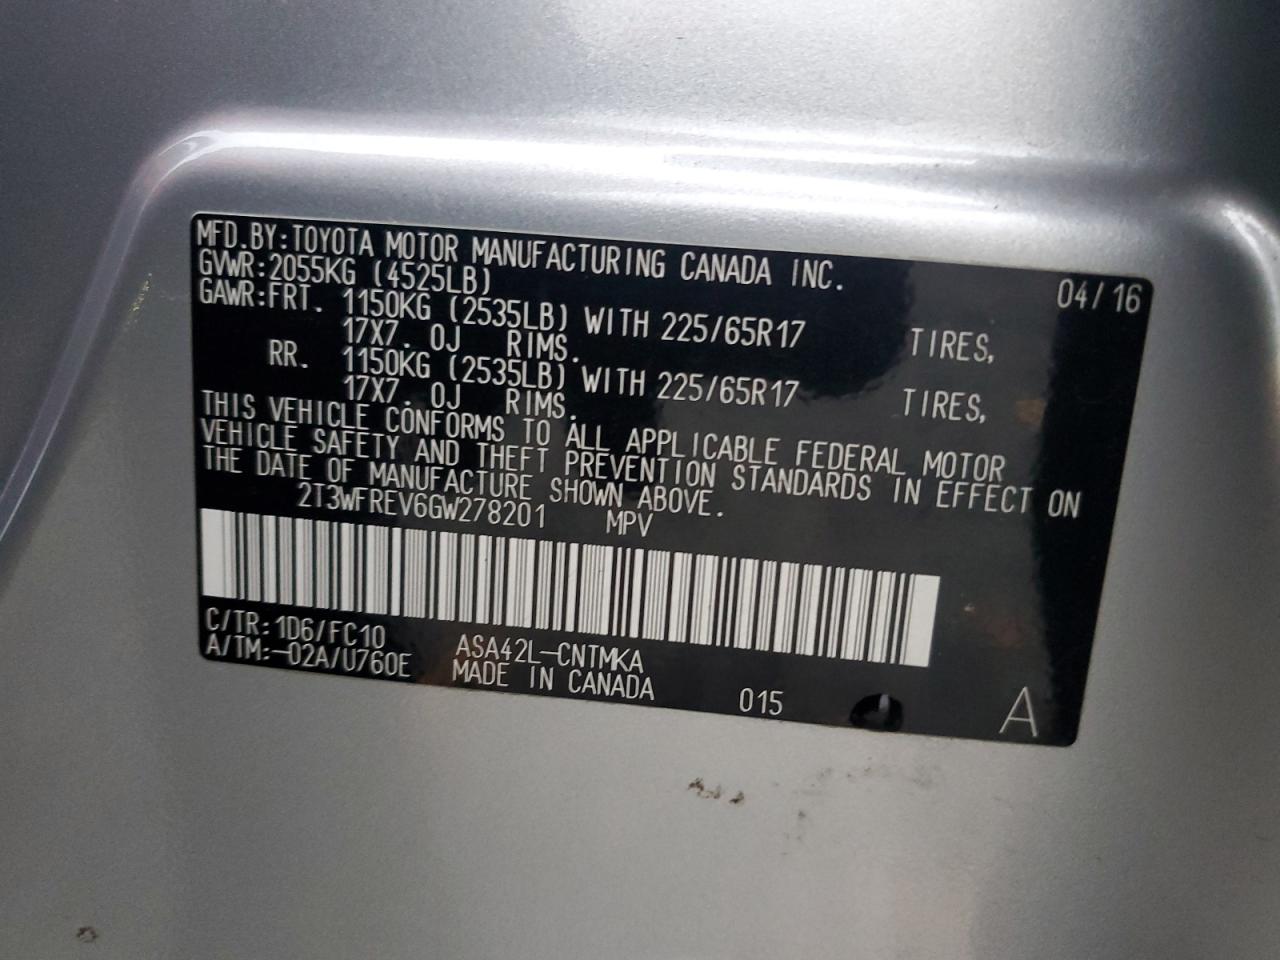 MFD.BY:TOYOTA MOTOR MANUFACTURING CANADA INC. 04/16
GVWR:2055KG (4525LB)
GAWR:FRT. 1150KG (2535LB) WITH 225/65R17 TIRES,
17X7.0J RIMS.
RR. 1150KG (2535LB) WITH 225/65R17 TIRES,
17X7.0J RIMS.
THIS VEHICLE CONFORMS TO ALL APPLICABLE FEDERAL MOTOR
VEHICLE SAFETY AND THEFT PREVENTION STANDARDS IN EFFECT ON
THE DATE OF MANUFACTURE SHOWN ABOVE.
2T3WFREV6GW278201 MPV
C/TR:1D6/FC10 ASA42L-CNTMKA
A/TM:-02A/U760E MADE IN CANADA 015 A